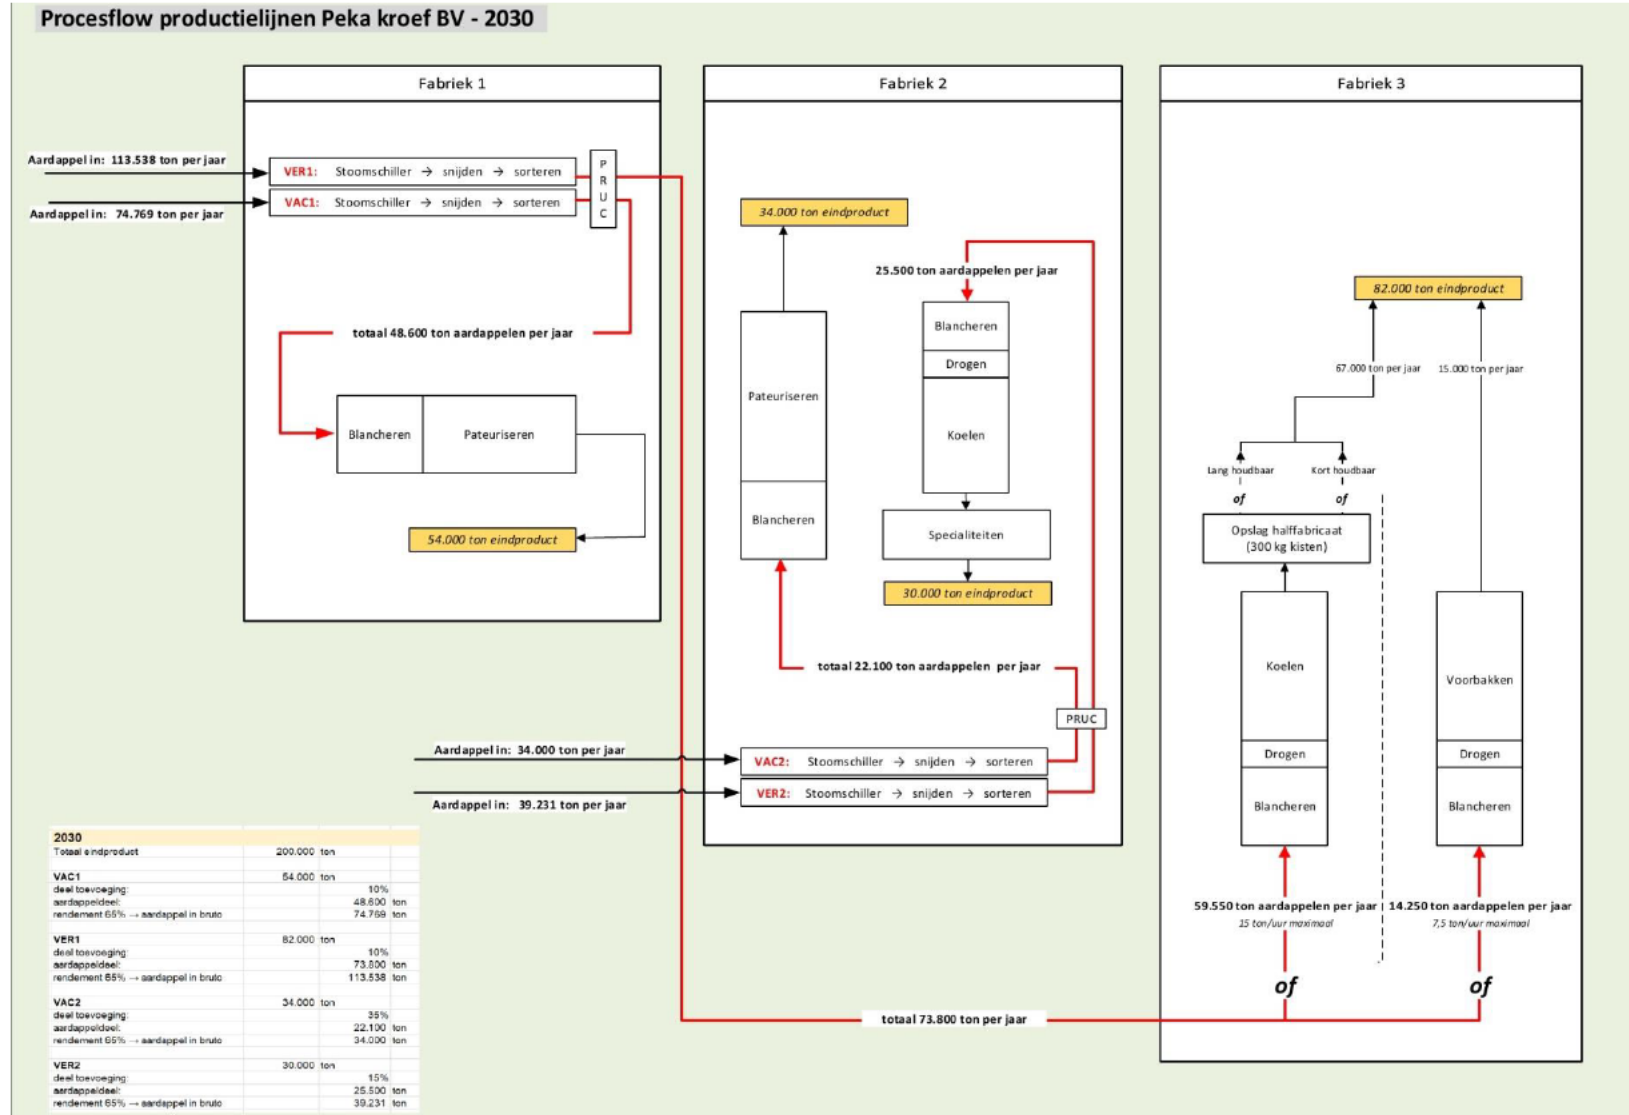 Procesflow productielijnen Peka kroef BV - 2030
Fabriek 1
Aardappel in: 113.538 ton per jaar
Aardappel in: 74.769 ton per jaar
VER1: Stoomschiller → snijden → sorteren
VAC1: Stoomschiller → snijden → sorteren
P
R
U
C
totaal 48.600 ton aardappelen per jaar
Blancheren
Pateuriseren
54.000 ton eindproduct
Fabriek 2
34.000 ton eindproduct
25.500 ton aardappelen per jaar
Pateuriseren
Blancheren
Blancheren
Drogen
Koelen
Specialiteiten
30.000 ton eindproduct
totaal 22.100 ton aardappelen per jaar
PRUC
Aardappel in: 34.000 ton per jaar
Aardappel in: 39.231 ton per jaar
VAC2: Stoomschiller → snijden → sorteren
VER2: Stoomschiller → snijden → sorteren
Fabriek 3
82.000 ton eindproduct
67.000 ton per jaar
15.000 ton per jaar
Lang houdbaar
Kort houdbaar
of
of
Opslag halffabricaat
(300 kg kisten)
Koelen
Drogen
Blancheren
Voorbakken
Drogen
Blancheren
59.550 ton aardappelen per jaar
15 ton/uur maximaal
14.250 ton aardappelen per jaar
7,5 ton/uur maximaal
of
of
totaal 73.800 ton per jaar
2030
Totaal eindproduct 200.000 ton
VAC1 54.000 ton
deel toevoeging: 10%
aardappeldeel: 48.600 ton
rendement 65% → aardappel in bruto 74.769 ton
VER1 82.000 ton
deel toevoeging: 10%
aardappeldeel: 73.800 ton
rendement 65% → aardappel in bruto 113.538 ton
VAC2 34.000 ton
deel toevoeging: 35%
aardappeldeel: 22.100 ton
rendement 65% → aardappel in bruto 34.000 ton
VER2 30.000 ton
deel toevoeging: 15%
aardappeldeel: 25.500 ton
rendement 65% → aardappel in bruto 39.231 ton